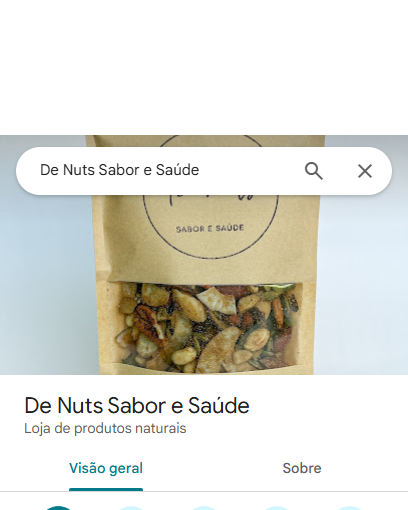 De Nuts Sabor e Saúde
SABOR E SAÚDE
De Nuts Sabor e Saúde
Loja de produtos naturais
Visão geral
Sobre